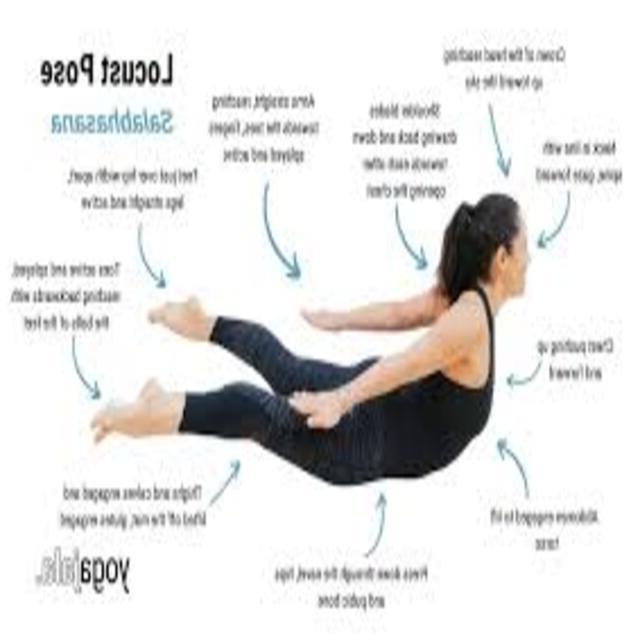 Locust Pose
Salabhasana
Crown of the head reaching
up toward the sky
Arms straight, reaching
towards the toes, fingers
splayed and active
Shoulder blades
drawing back and down
towards each other
opening the chest
Neck in line with
spine, gaze forward
Feet just over hip width apart,
legs straight and active
Toes active and splayed,
reaching backwards with
the balls of the feet
Chest pushing up
and forward
Thighs and calves engaged and
lifted off the mat, glutes engaged
Abdomen engaged to lift
torso
Press down through the navel, hips
and pubic bone
yogajala.